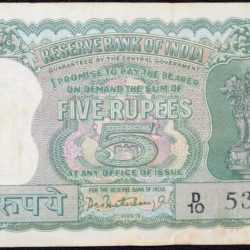 RESERVE BANK OF INDIA
GUARANTEED BY THE CENTRAL GOVERNMENT
I PROMISE TO PAY THE BEARER
ON DEMAND THE SUM OF
FIVE RUPEES
5
AT ANY OFFICE OF ISSUE
FOR THE RESERVE BANK OF INDIA
GOVERNOR
रुपये
D/10 53